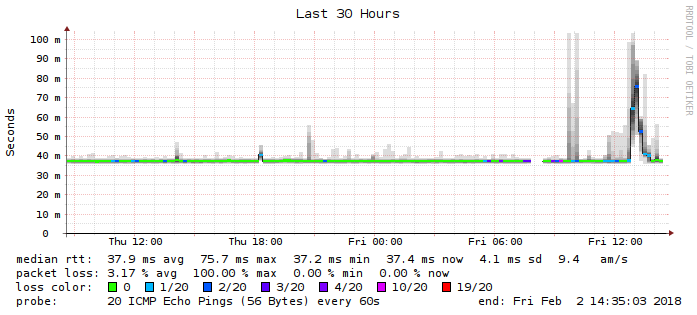 Last 30 Hours
RRDTOOL / TOBI OETIKER
Seconds
100 m
90 m
80 m
70 m
60 m
50 m
40 m
30 m
20 m
10 m
0
Thu 12:00 Thu 18:00 Fri 00:00 Fri 06:00 Fri 12:00
median rtt: 37.9 ms avg 75.7 ms max 37.2 ms min 37.4 ms now 4.1 ms sd 9.4 am/s
packet loss: 3.17 % avg 100.00 % max 0.00 % min 0.00 % now
loss color: 0 1/20 2/20 3/20 4/20 10/20 19/20
probe: 20 ICMP Echo Pings (56 Bytes) every 60s end: Fri Feb 2 14:35:03 2018